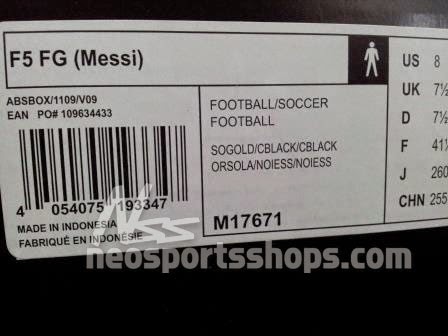 F5 FG (Messi)
ABSBOX/1109/V09
EAN PO# 109634433
4 054075 193347
MADE IN INDONESIA
FABRIQUÉ EN INDONÉSIE
FOOTBALL/SOCCER
FOOTBALL
SOGOLD/CBLACK/CBLACK
ORSOLA/NOIESS/NOIESS
M17671
US 8
UK 7½
D 7½
F 41⅓
J 260
CHN 255
NSS
neosportsshops.com